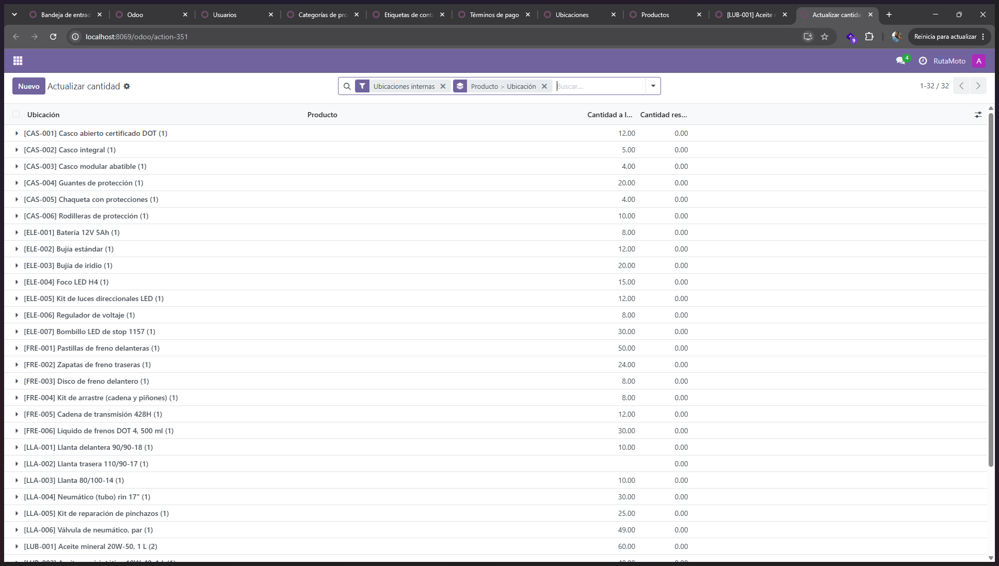 Bandeja de entrad
Odoo
Usuarios
Categorías de pro
Etiquetas de conta
Términos de pago
Ubicaciones
Productos
[LUB-001] Aceite
Actualizar cantida
localhost:8069/odoo/action-351
9
Reinicia para actualizar
4
RutaMoto
A
Nuevo
Actualizar cantidad
Ubicaciones internas
Producto > Ubicación
Buscar...
1-32 / 32
Ubicación Producto Cantidad a l... Cantidad res...
[CAS-001] Casco abierto certificado DOT (1) 12.00 0.00
[CAS-002] Casco integral (1) 5.00 0.00
[CAS-003] Casco modular abatible (1) 4.00 0.00
[CAS-004] Guantes de protección (1) 20.00 0.00
[CAS-005] Chaqueta con protecciones (1) 4.00 0.00
[CAS-006] Rodilleras de protección (1) 10.00 0.00
[ELE-001] Batería 12V 5Ah (1) 8.00 0.00
[ELE-002] Bujía estándar (1) 12.00 0.00
[ELE-003] Bujía de iridio (1) 20.00 0.00
[ELE-004] Foco LED H4 (1) 15.00 0.00
[ELE-005] Kit de luces direccionales LED (1) 12.00 0.00
[ELE-006] Regulador de voltaje (1) 8.00 0.00
[ELE-007] Bombillo LED de stop 1157 (1) 30.00 0.00
[FRE-001] Pastillas de freno delanteras (1) 50.00 0.00
[FRE-002] Zapatas de freno traseras (1) 24.00 0.00
[FRE-003] Disco de freno delantero (1) 8.00 0.00
[FRE-004] Kit de arrastre (cadena y piñones) (1) 8.00 0.00
[FRE-005] Cadena de transmisión 428H (1) 12.00 0.00
[FRE-006] Líquido de frenos DOT 4, 500 ml (1) 30.00 0.00
[LLA-001] Llanta delantera 90/90-18 (1) 10.00 0.00
[LLA-002] Llanta trasera 110/90-17 (1) 0.00
[LLA-003] Llanta 80/100-14 (1) 10.00 0.00
[LLA-004] Neumático (tubo) rin 17" (1) 30.00 0.00
[LLA-005] Kit de reparación de pinchazos (1) 25.00 0.00
[LLA-006] Válvula de neumático, par (1) 49.00 0.00
[LUB-001] Aceite mineral 20W-50, 1 L (2) 60.00 0.00